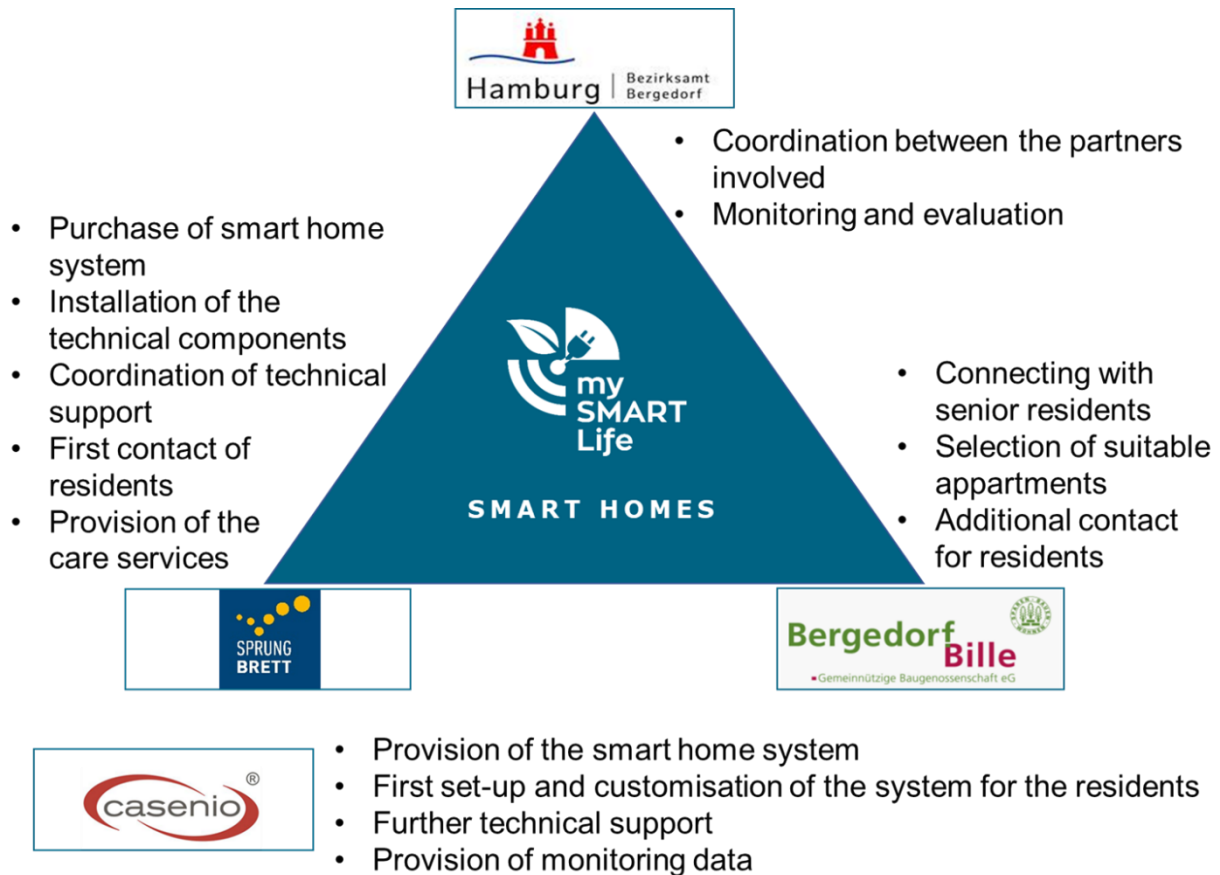 Hamburg
Bezirksamt
Bergedorf
• Coordination between the partners
involved
• Monitoring and evaluation
• Purchase of smart home
system
• Installation of the
technical components
• Coordination of technical
support
• First contact of
residents
• Provision of the
care services
my
SMART
Life
SMART HOMES
• Connecting with
senior residents
• Selection of suitable
appartments
• Additional contact
for residents
SPRUNG
BRETT
Bergedorf
Bille
Gemeinnützige Baugenossenschaft eG
casenio®
• Provision of the smart home system
• First set-up and customisation of the system for the residents
• Further technical support
• Provision of monitoring data